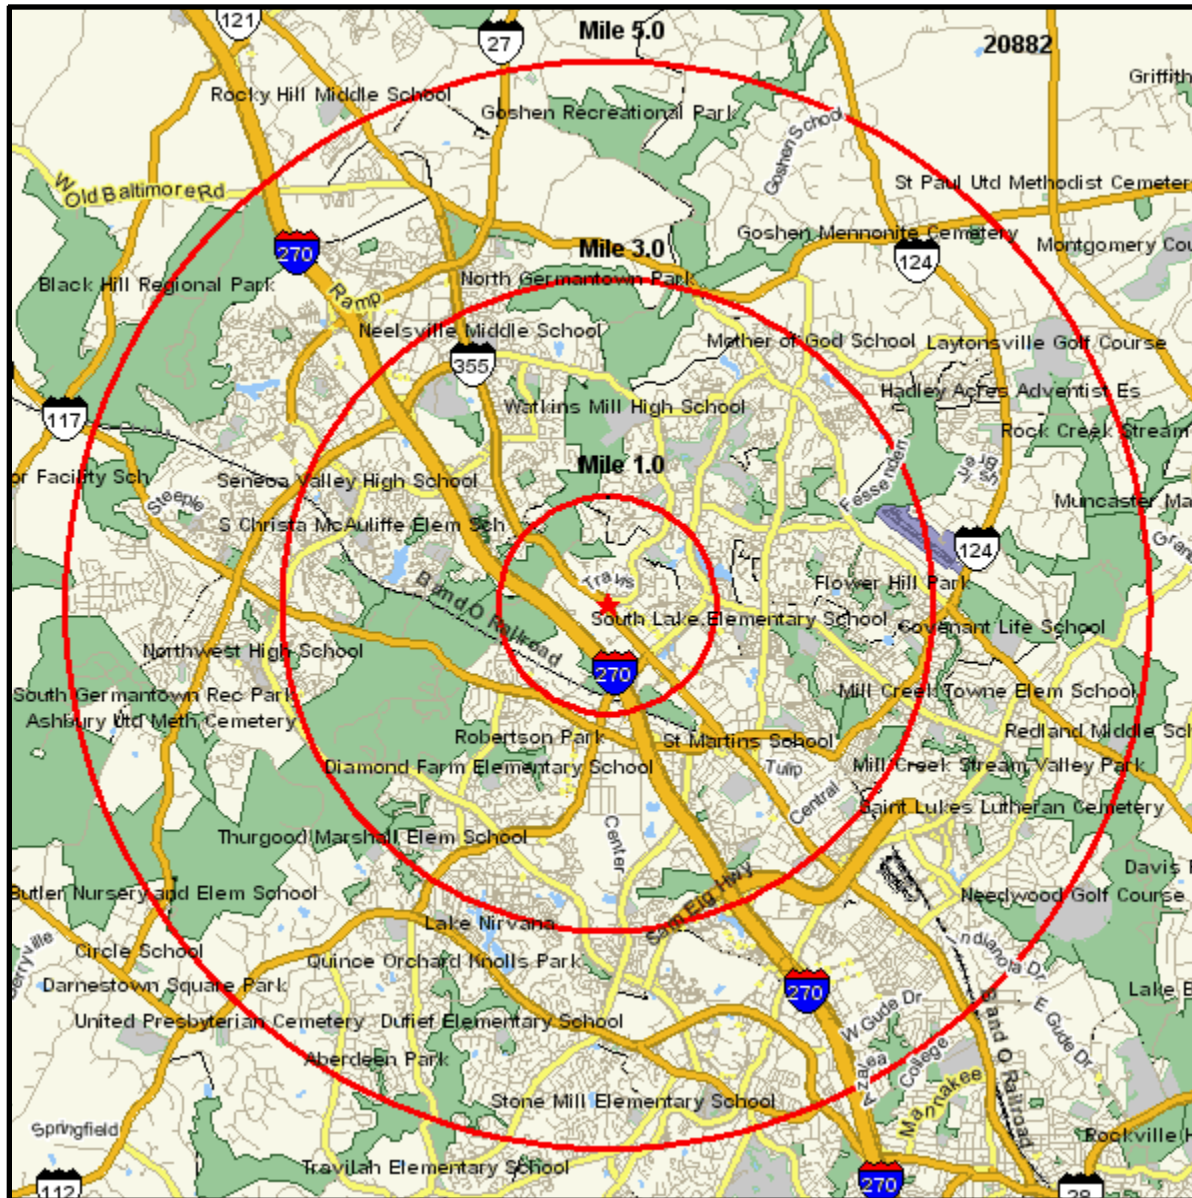 121
27
Mile 5.0
20882
Griffith
Rocky Hill Middle School
Goshen Recreational Park
Goshen School
W Old Baltimore Rd
St Paul Utd Methodist Cemeter
270
Goshen Mennonite Cemetery
124
Montgomery Cou
Mile 3.0
Black Hill Regional Park
Ramp
North Germantown Park
Neelsville Middle School
355
Mother of God School
Laytonsville Golf Course
Hadley Acres Adventist Es
117
Watkins Mill High School
Rock Creek Stream
Mile 1.0
or Facility Sch
Seneca Valley High School
Fessenden
Steeple
Muncaster Ma
S Christa McAuliffe Elem Sch
124
Gran
Travis
Flower Hill Park
B and O Railroad
South Lake Elementary School
Covenant Life School
Northwest High School
270
South Germantown Rec Park
Mill Creek Towne Elem School
Ashbury Utd Meth Cemetery
Redland Middle Sch
Robertson Park
St Martins School
Diamond Farm Elementary School
Tulip
Mill Creek Stream Valley Park
Central
Saint Lukes Lutheran Cemetery
Thurgood Marshall Elem School
Center
Davis
Butler Nursery and Elem School
Sam Eig Hwy
Needwood Golf Course
Lake Nirvana
Circle School
Quince Orchard Knolls Park
Indianola Dr
Darnestown Square Park
270
Lake
United Presbyterian Cemetery
Dufief Elementary School
W Gude Dr
E Gude Dr
B and O Railroad
Aberdeen Park
Azalea
College
Mannakee
Stone Mill Elementary School
Springfield
Rockville
Travilah Elementary School
112
270
28